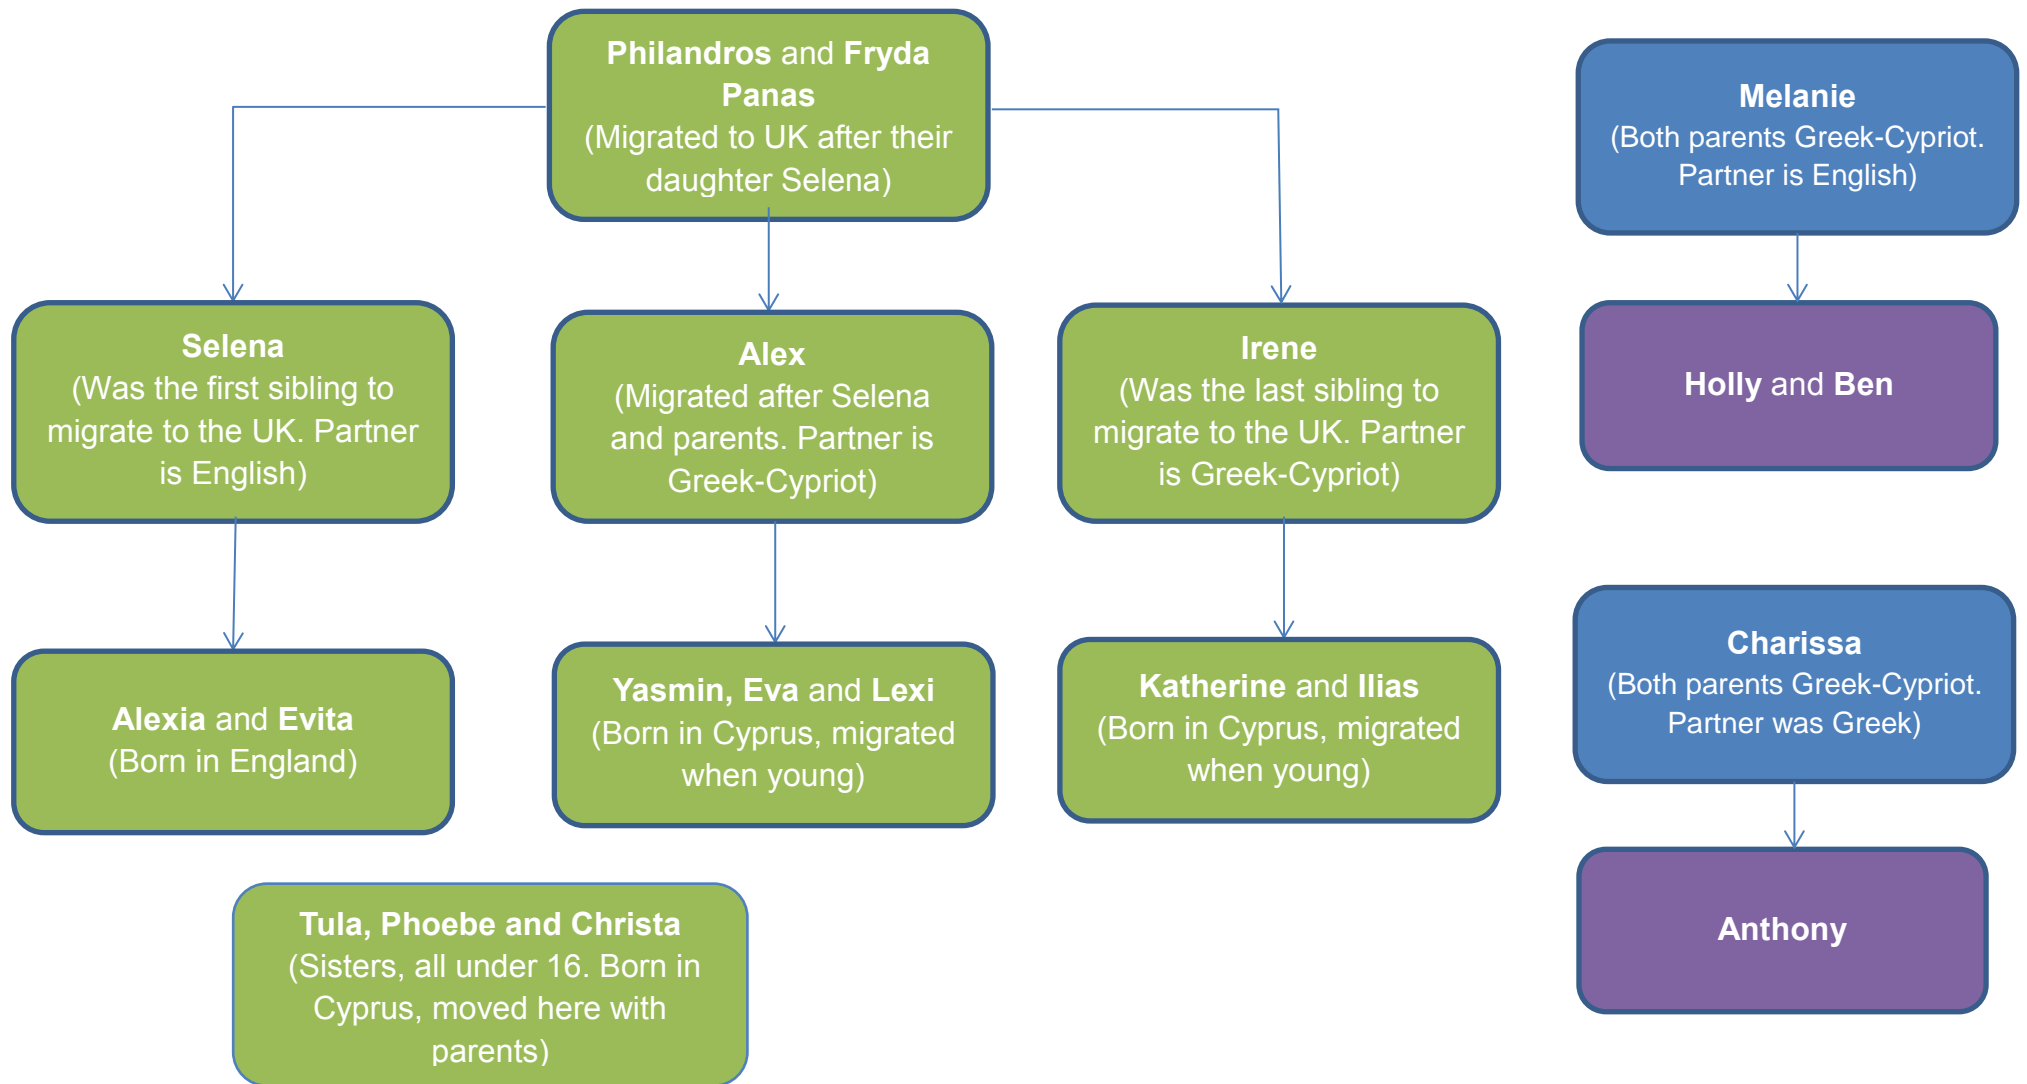 Philandros and Fryda
Panas
(Migrated to UK after their
daughter Selena)
Melanie
(Both parents Greek-Cypriot.
Partner is English)
Selena
(Was the first sibling to
migrate to the UK. Partner
is English)
Alex
(Migrated after Selena
and parents. Partner is
Greek-Cypriot)
Irene
(Was the last sibling to
migrate to the UK. Partner
is Greek-Cypriot)
Holly and Ben
Alexia and Evita
(Born in England)
Yasmin, Eva and Lexi
(Born in Cyprus, migrated
when young)
Katherine and Ilias
(Born in Cyprus, migrated
when young)
Charissa
(Both parents Greek-Cypriot.
Partner was Greek)
Tula, Phoebe and Christa
(Sisters, all under 16. Born in
Cyprus, moved here with
parents)
Anthony